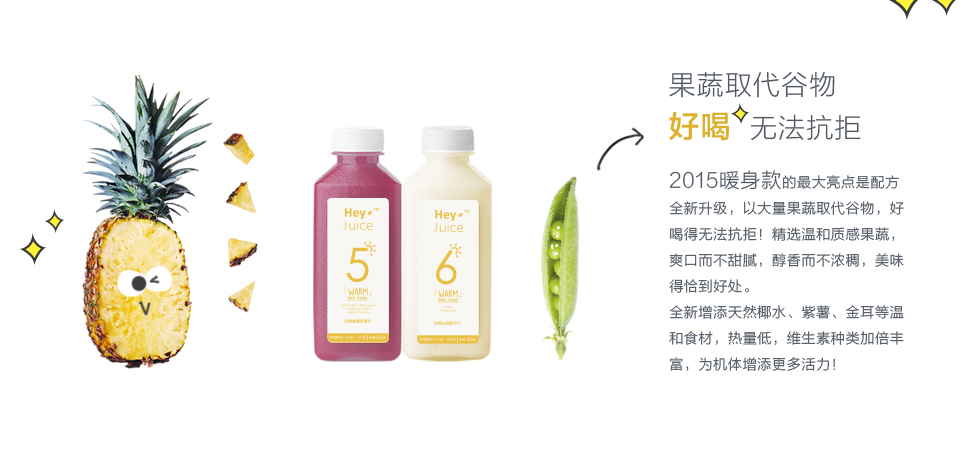 果蔬取代谷物
好喝 无法抗拒
2015暖身款的最大亮点是配方
全新升级，以大量果蔬取代谷物，好
喝得无法抗拒！精选温和质感果蔬，
爽口而不甜腻，醇香而不浓稠，美味
得恰到好处。
全新增添天然椰水、紫薯、金耳等温
和食材，热量低，维生素种类加倍丰
富，为机体增添更多活力！
Hey™
Juice
5
WARM
Hey™
Juice
6
WARM